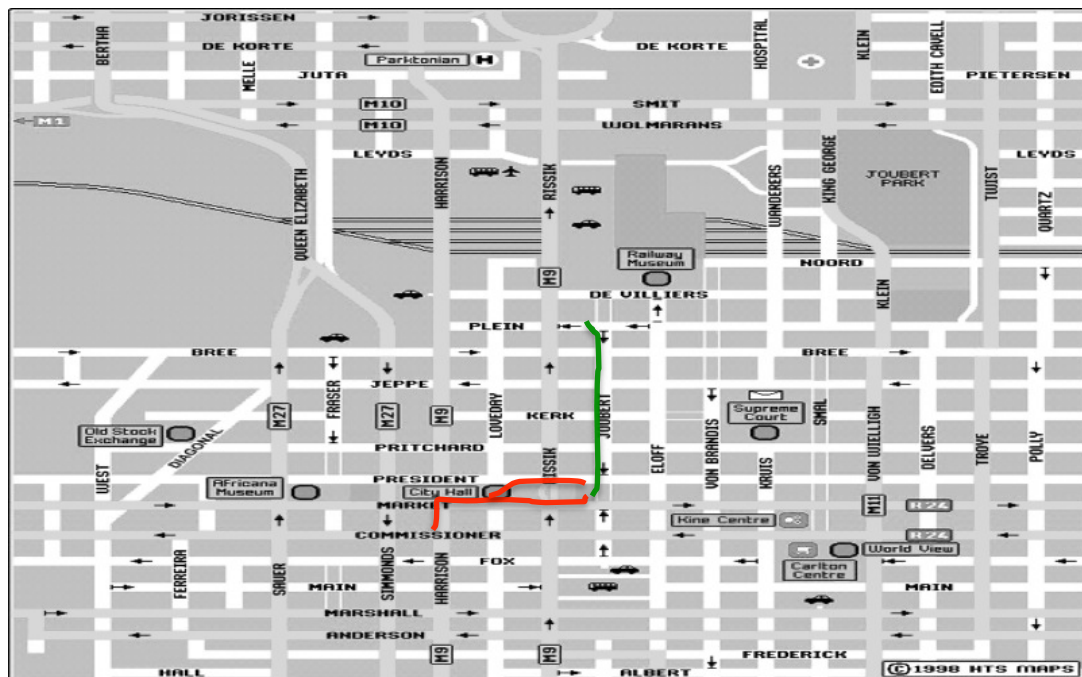 JORISSEN
DE KORTE
DE KORTE
BERTHA
MELLE
HOSPITAL
KLEIN
EDITH CAVELL
Parktonian H
JUTA
PIETERSEN
M10
SMIT
M1
M10
WOLMARANS
LEYDS
LEYDS
QUEEN ELIZABETH
HARRISON
RISSIK
WANDERERS
KING GEORGE
JOUBERT
PARK
TWIST
QUARTZ
Railway
Museum
NOORD
M9
DE VILLIERS
KLEIN
PLEIN
BREE
BREE
JEPPE
FRASER
M27
M27
M9
LOVEDAY
KERK
JOUBERT
Supreme
Court
SMAL
Old Stock
Exchange
DIAGONAL
PRITCHARD
WEST
ELOFF
VON BRANDIS
KRUIS
VON WIELLIGH
DELVERS
TROYE
POLLY
PRESIDENT
RISSIK
Africana
Museum
City Hall
MARKET
M11
R24
Kine Centre
COMMISSIONER
R24
World View
FOX
Carlton
Centre
FERREIRA
SAUER
MAIN
SIMMONDS
HARRISON
MAIN
MARSHALL
ANDERSON
M9
M9
FREDERICK
HALL
ALBERT
©1998 HTS MAPS